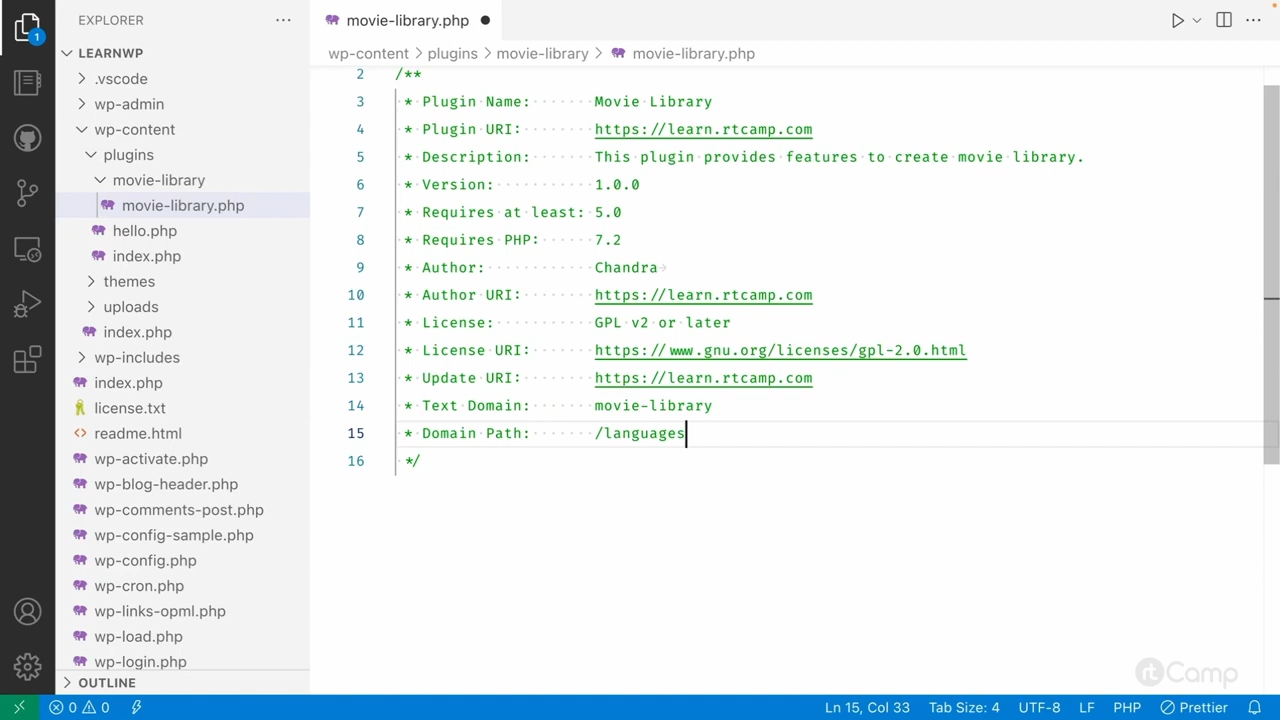 EXPLORER
LEARNWP
.vscode
wp-admin
wp-content
plugins
movie-library
movie-library.php
hello.php
index.php
themes
uploads
index.php
wp-includes
index.php
license.txt
readme.html
wp-activate.php
wp-blog-header.php
wp-comments-post.php
wp-config-sample.php
wp-config.php
wp-cron.php
wp-links-opml.php
wp-load.php
wp-login.php
OUTLINE
1
movie-library.php
wp-content > plugins > movie-library > movie-library.php
2 /**
3 * Plugin Name: Movie Library
4 * Plugin URI: https://learn.rtcamp.com
5 * Description: This plugin provides features to create movie library.
6 * Version: 1.0.0
7 * Requires at least: 5.0
8 * Requires PHP: 7.2
9 * Author: Chandra
10 * Author URI: https://learn.rtcamp.com
11 * License: GPL v2 or later
12 * License URI: https://www.gnu.org/licenses/gpl-2.0.html
13 * Update URI: https://learn.rtcamp.com
14 * Text Domain: movie-library
15 * Domain Path: /languages
16 */
rtCamp
0 0 Ln 15, Col 33 Tab Size: 4 UTF-8 LF PHP Prettier